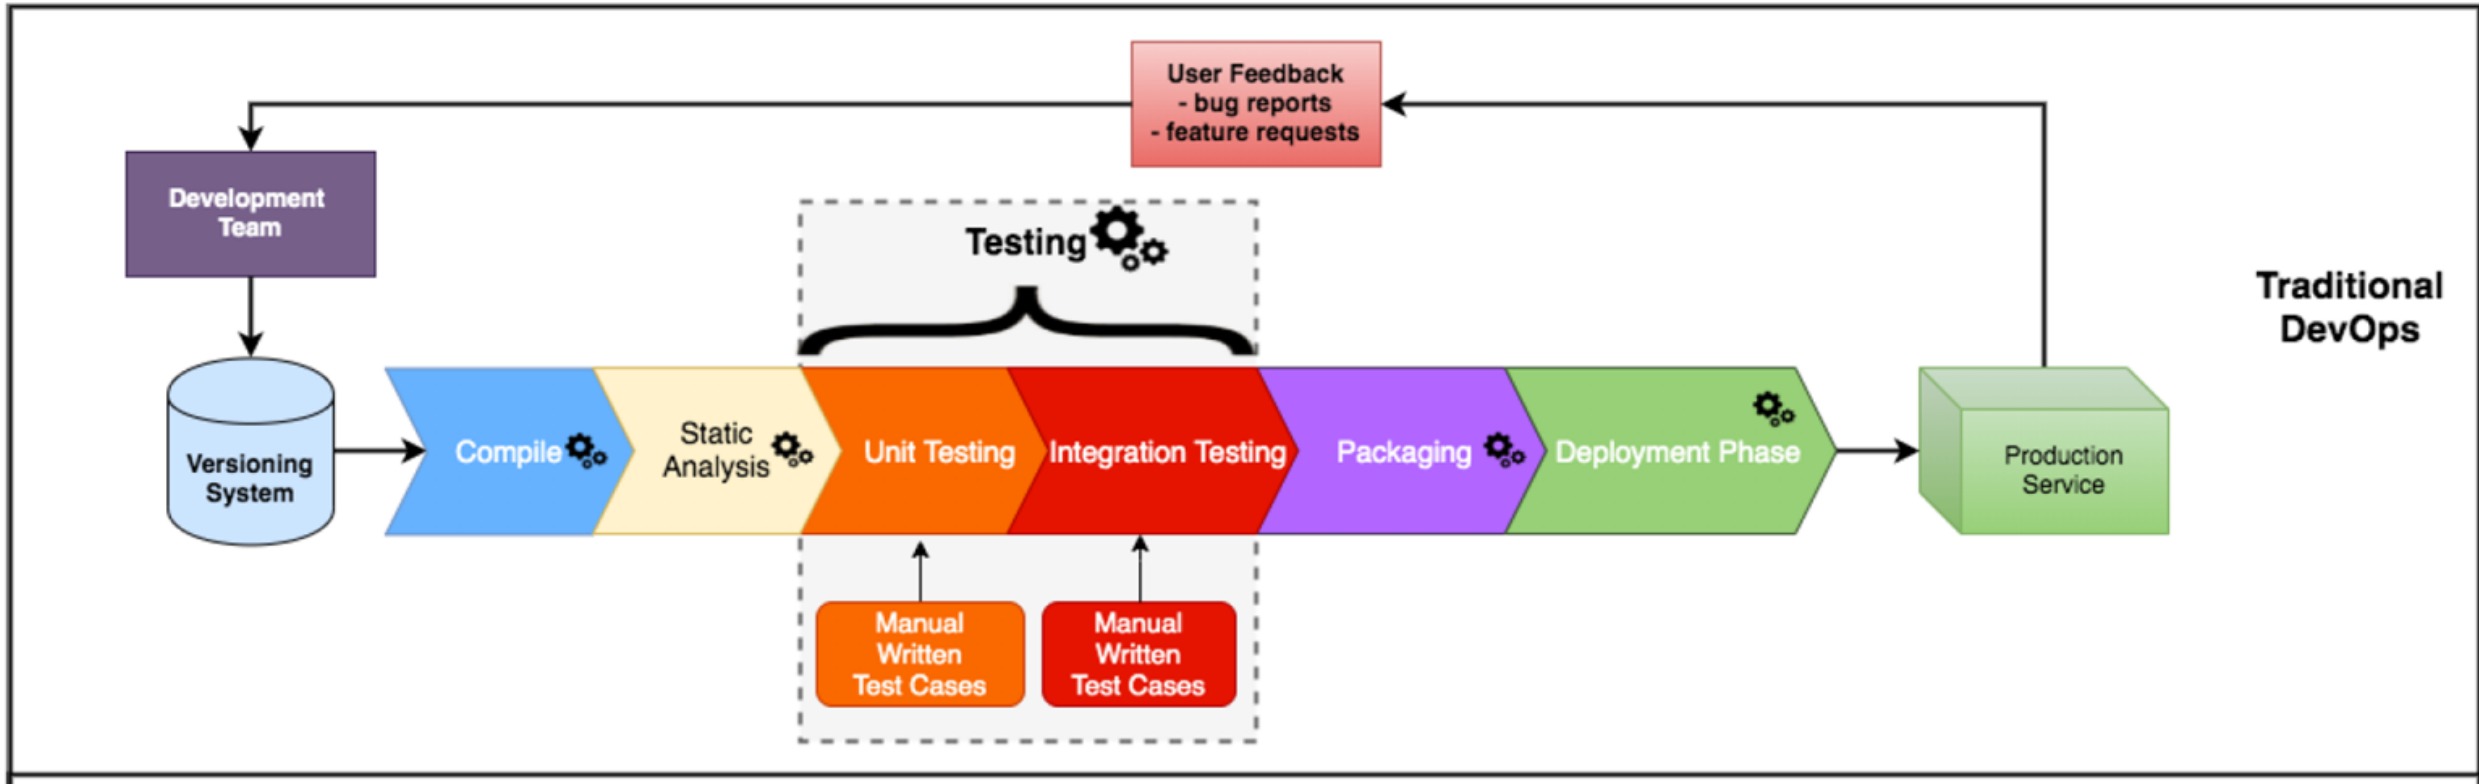 User Feedback
- bug reports
- feature requests
Development
Team
Testing
Traditional
DevOps
Versioning
System
Compile
Static
Analysis
Unit Testing
Integration Testing
Packaging
Deployment Phase
Production
Service
Manual
Written
Test Cases
Manual
Written
Test Cases